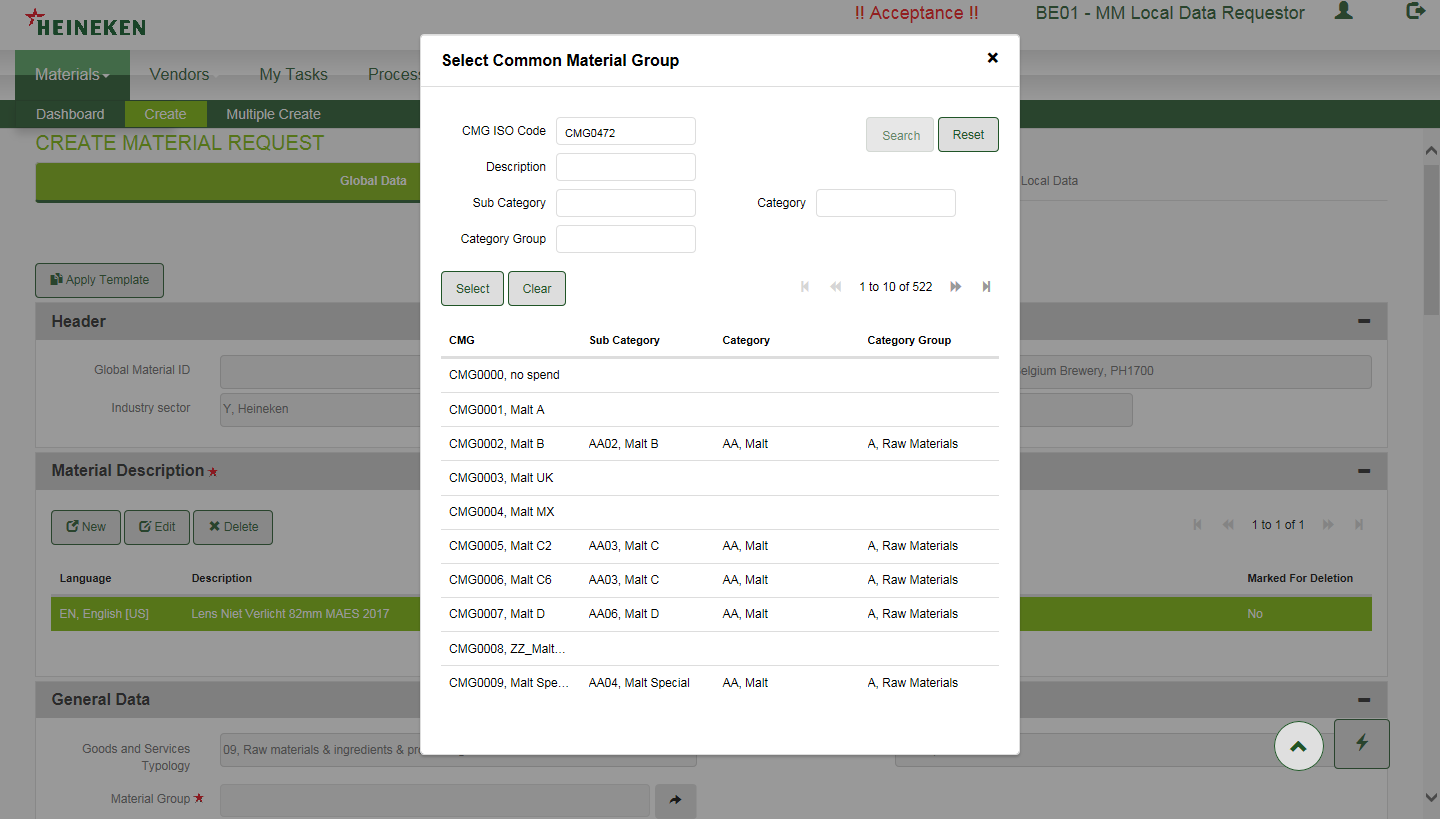 HEINEKEN
!! Acceptance !!
BE01 - MM Local Data Requestor
Materials
Vendors
My Tasks
Dashboard
Create
Multiple Create
CREATE MATERIAL REQUEST
Global Data
Local Data
Apply Template
Header
Global Material ID
Belgium Brewery, PH1700
Industry sector
Y, Heineken
Material Description
New
Edit
Delete
1 to 1 of 1
Language
Description
Marked For Deletion
EN, English [US]
Lens Niet Verlicht 82mm MAES 2017
No
General Data
Goods and Services
Typology
09, Raw materials & ingredients &
Material Group
Select Common Material Group
CMG ISO Code
CMG0472
Search
Reset
Description
Sub Category
Category
Category Group
Select
Clear
1 to 10 of 522
CMG Sub Category Category Category Group
CMG0000, no spend
CMG0001, Malt A
CMG0002, Malt B AA02, Malt B AA, Malt A, Raw Materials
CMG0003, Malt UK
CMG0004, Malt MX
CMG0005, Malt C2 AA03, Malt C AA, Malt A, Raw Materials
CMG0006, Malt C6 AA03, Malt C AA, Malt A, Raw Materials
CMG0007, Malt D AA06, Malt D AA, Malt A, Raw Materials
CMG0008, ZZ_Malt...
CMG0009, Malt Spe... AA04, Malt Special AA, Malt A, Raw Materials